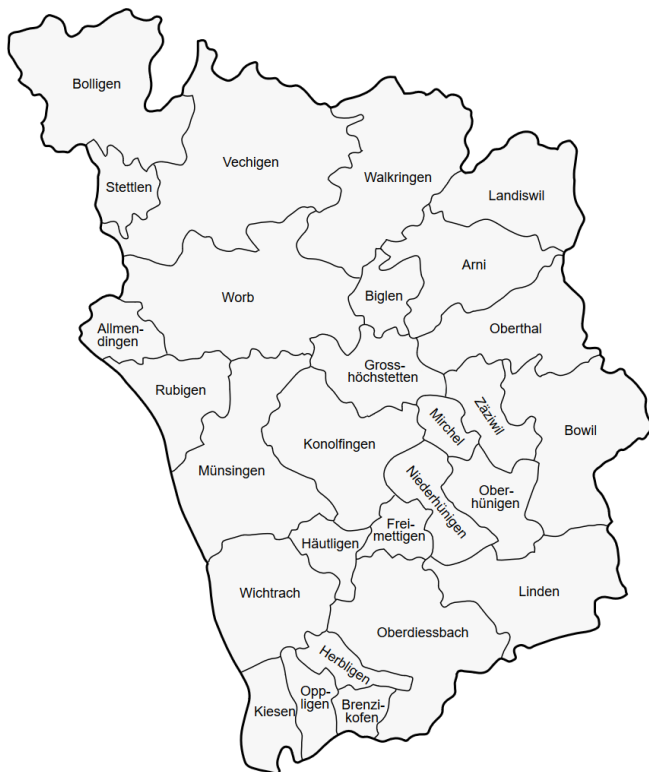 Bolligen
Vechigen
Walkringen
Stettlen
Landiswil
Arni
Worb
Biglen
Allmen-
dingen
Oberthal
Gross-
höchstetten
Rubigen
Zäziwil
Mirchel
Bowil
Konolfingen
Münsingen
Niederhünigen
Ober-
hünigen
Frei-
mettigen
Häutligen
Wichtrach
Linden
Oberdiessbach
Herbligen
Opp-
ligen
Kiesen
Brenzi-
kofen